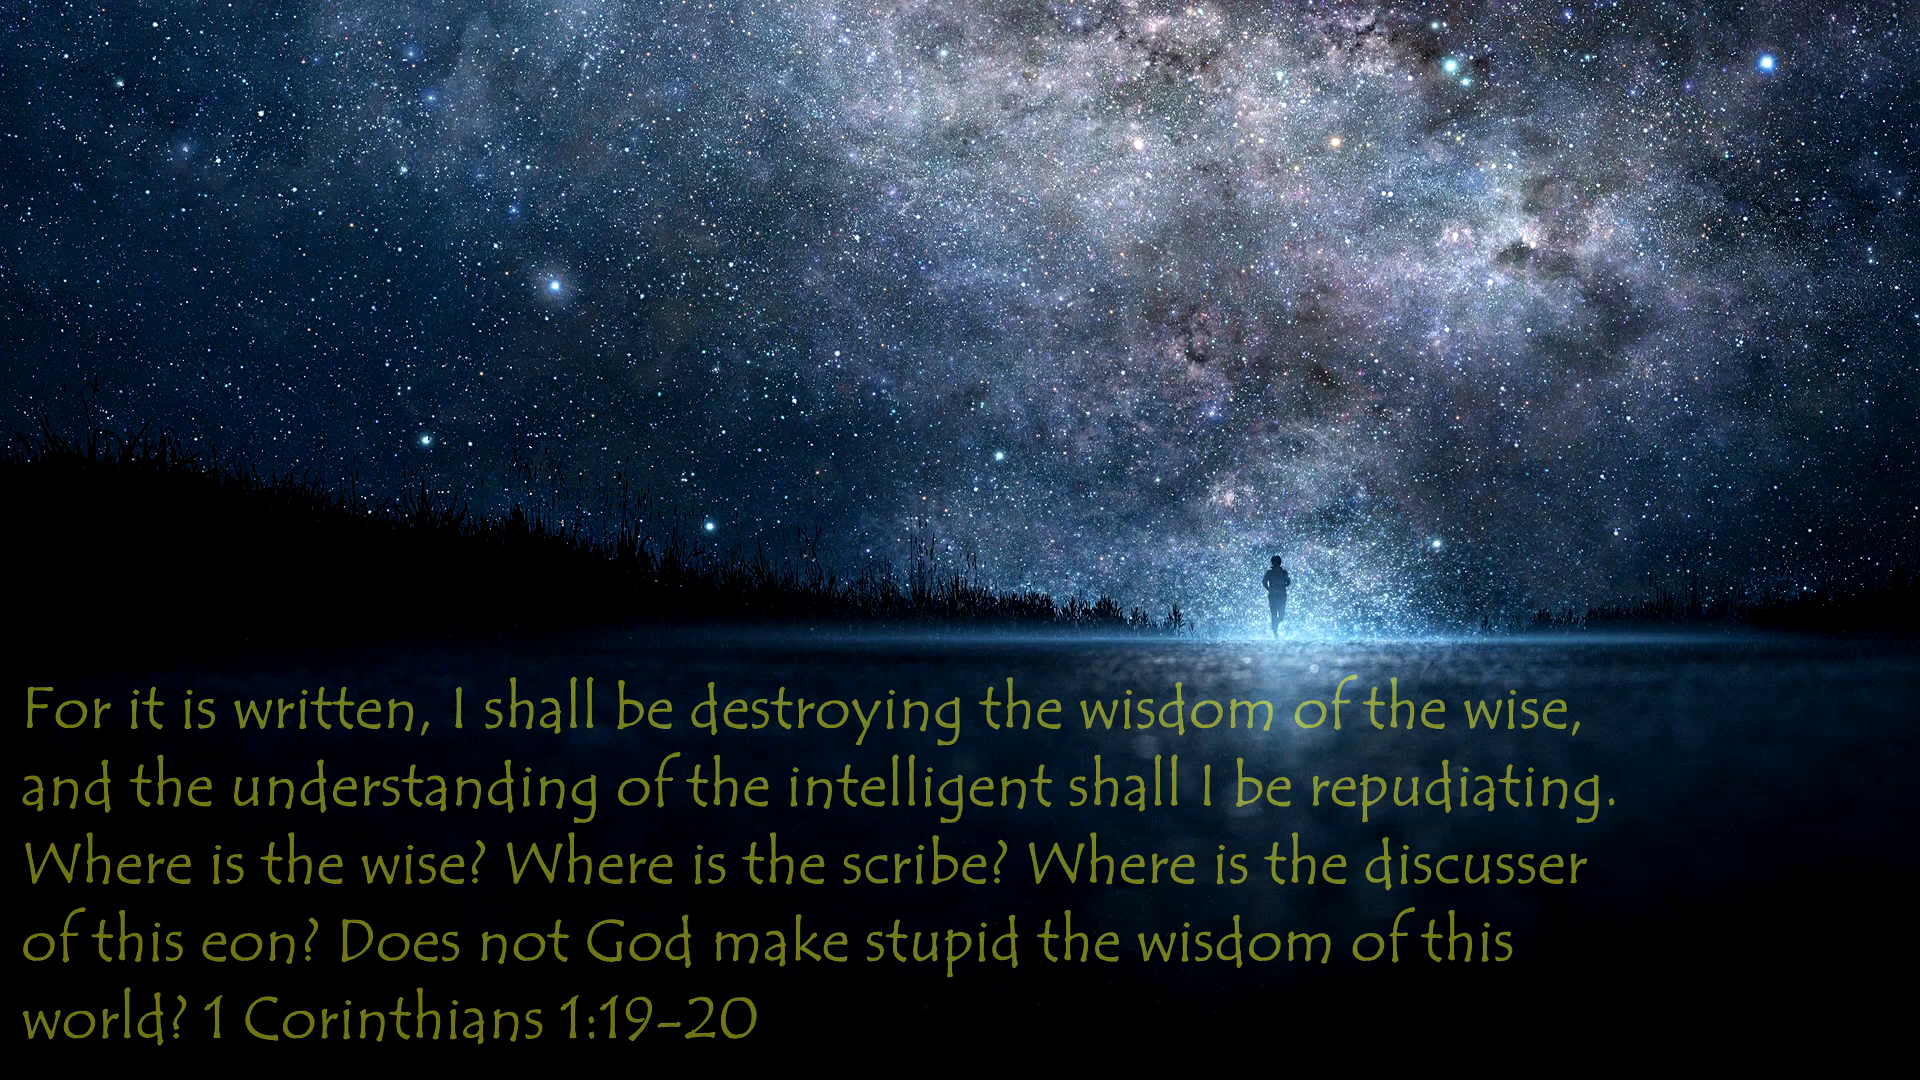 For it is written, I shall be destroying the wisdom of the wise,
and the understanding of the intelligent shall I be repudiating.
Where is the wise? Where is the scribe? Where is the discusser
of this eon? Does not God make stupid the wisdom of this
world? 1 Corinthians 1:19-20